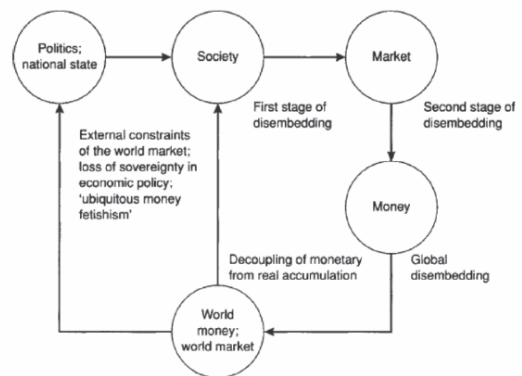 Politics;
national state
Society
Market
External constraints
of the world market;
loss of sovereignty in
economic policy;
'ubiquitous money
fetishism'
First stage of
disembedding
Second stage of
disembedding
Money
Decoupling of monetary
from real accumulation
Global
disembedding
World
money;
world market